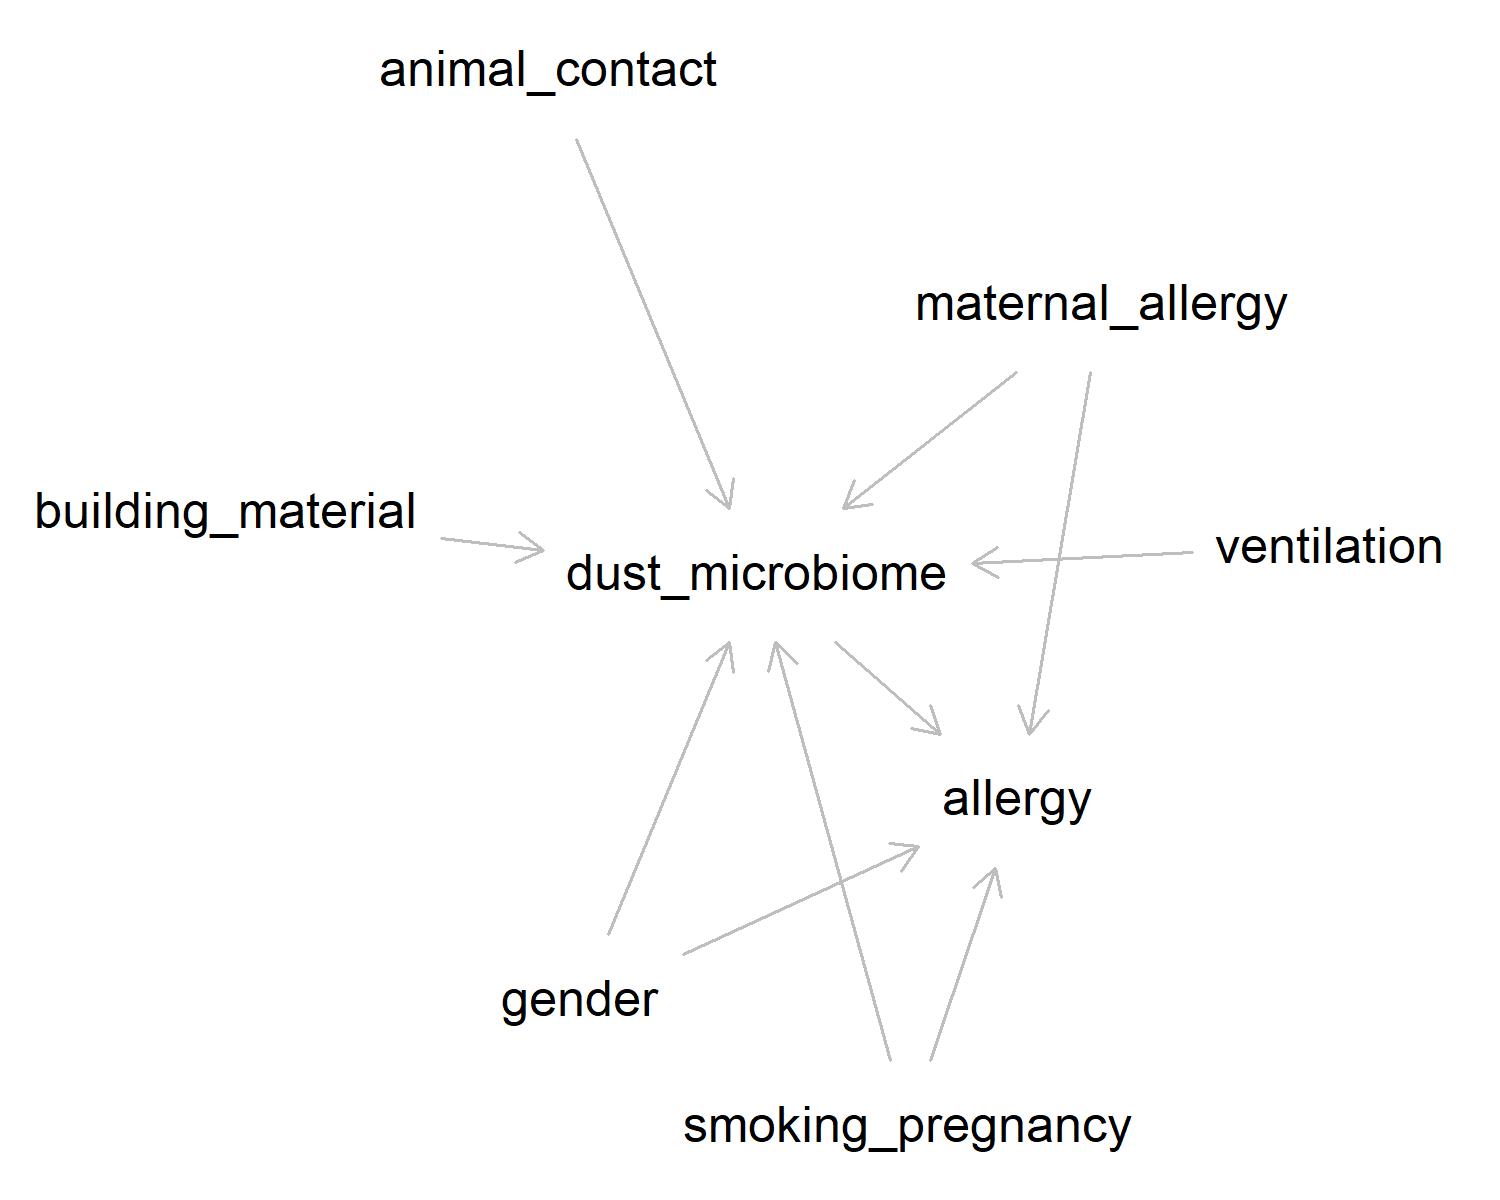 animal_contact
maternal_allergy
building_material
ventilation
dust_microbiome
allergy
gender
smoking_pregnancy